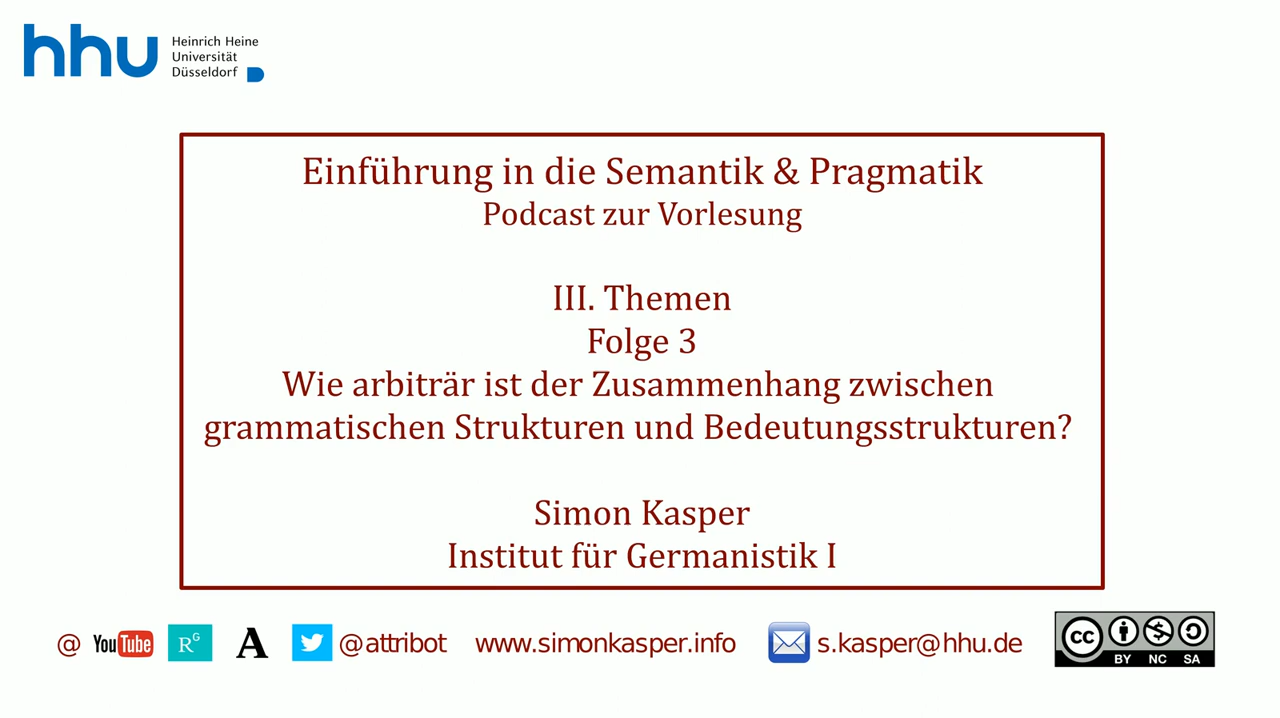 hhu
Heinrich Heine
Universität
Düsseldorf
Einführung in die Semantik & Pragmatik
Podcast zur Vorlesung
III. Themen
Folge 3
Wie arbiträr ist der Zusammenhang zwischen
grammatischen Strukturen und Bedeutungsstrukturen?
Simon Kasper
Institut für Germanistik I
@ YouTube RG A @attribot www.simonkasper.info s.kasper@hhu.de
cc BY NC SA